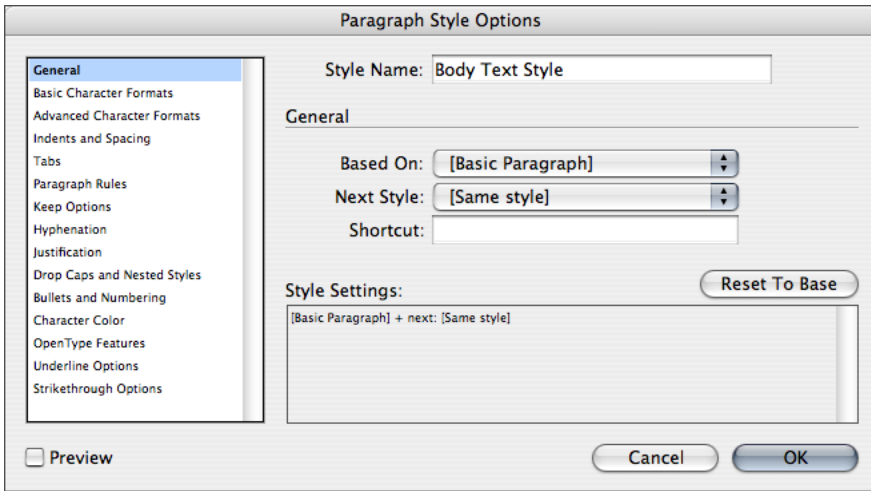 Paragraph Style Options
General
Basic Character Formats
Advanced Character Formats
Indents and Spacing
Tabs
Paragraph Rules
Keep Options
Hyphenation
Justification
Drop Caps and Nested Styles
Bullets and Numbering
Character Color
OpenType Features
Underline Options
Strikethrough Options
Style Name: Body Text Style
General
Based On: [Basic Paragraph]
Next Style: [Same style]
Shortcut:
Reset To Base
Style Settings:
[Basic Paragraph] + next: [Same style]
Preview
Cancel
OK